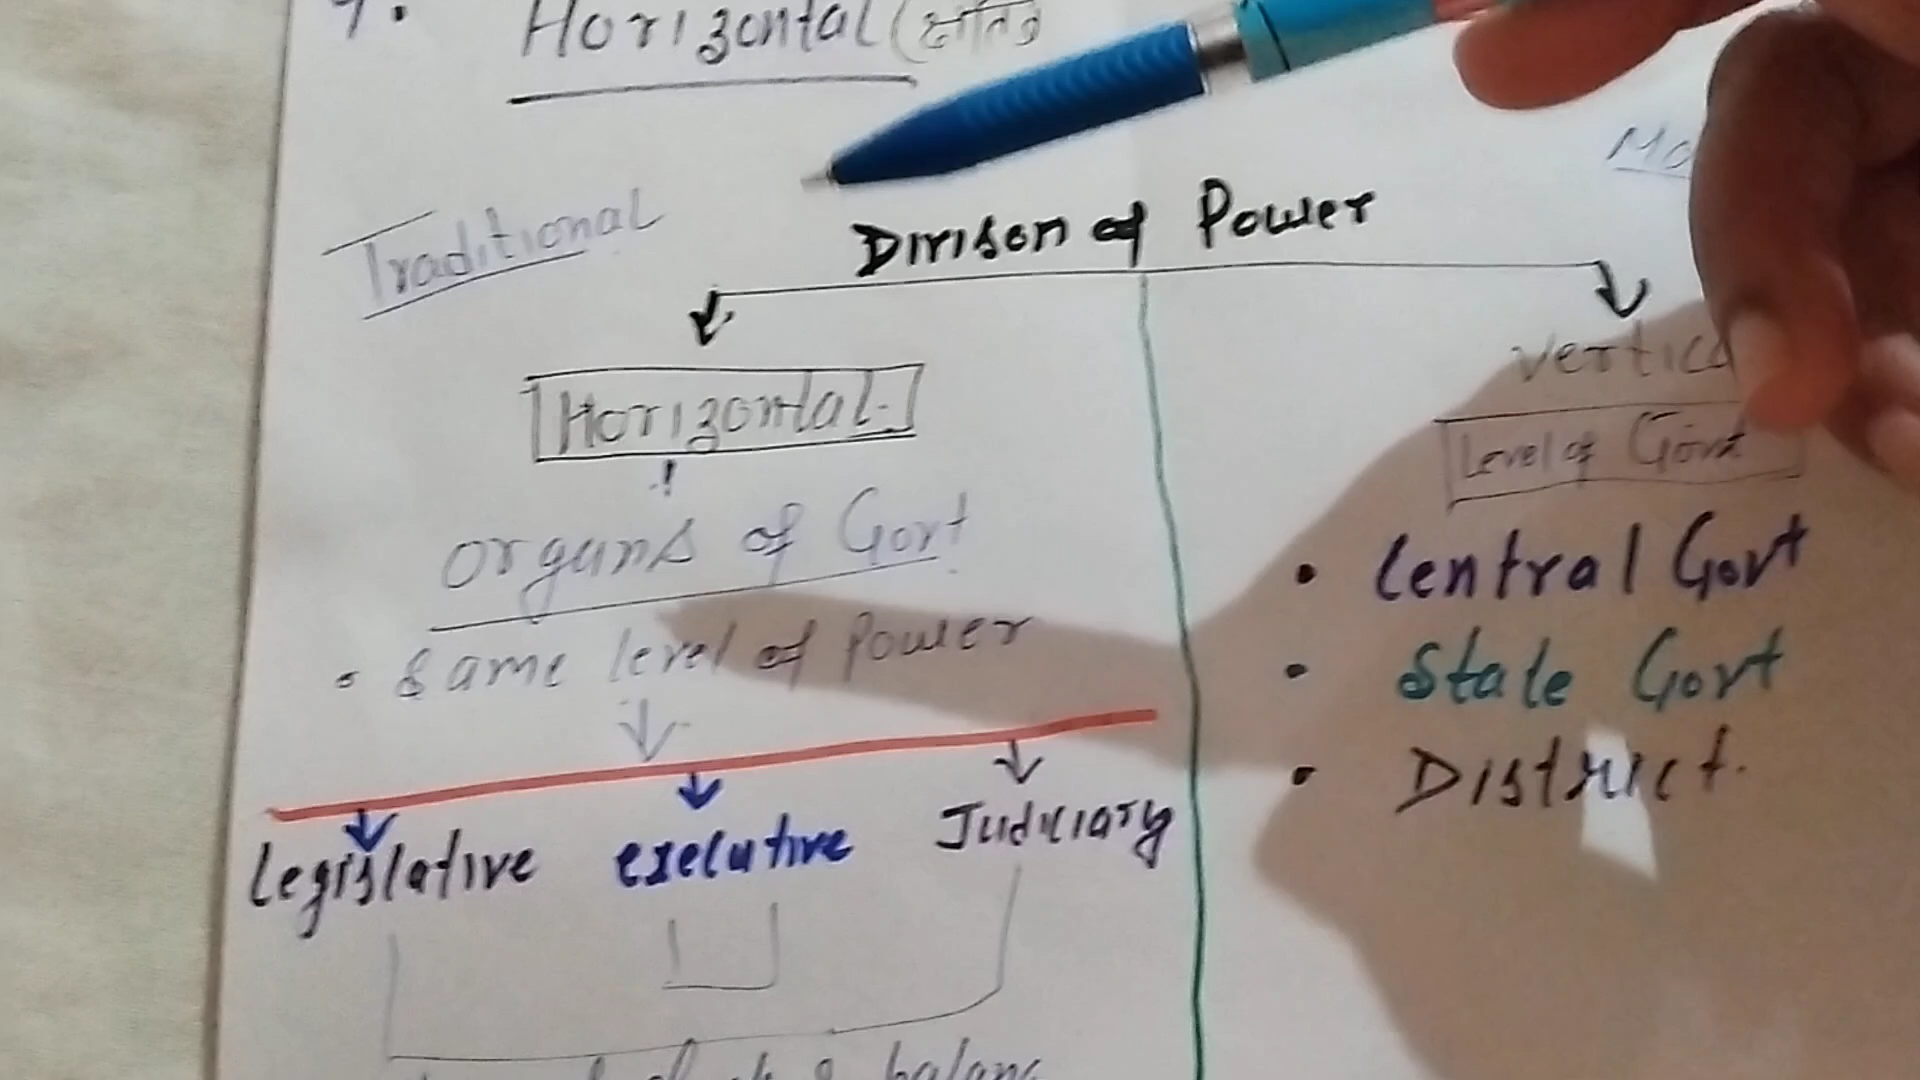 Horizontal
Traditional
Divison of Power
Horizontal
organs of Govt
• Same level of Power
Legislative executive Judiciary
Level of Govt
• Central Govt
• State Govt
• District.